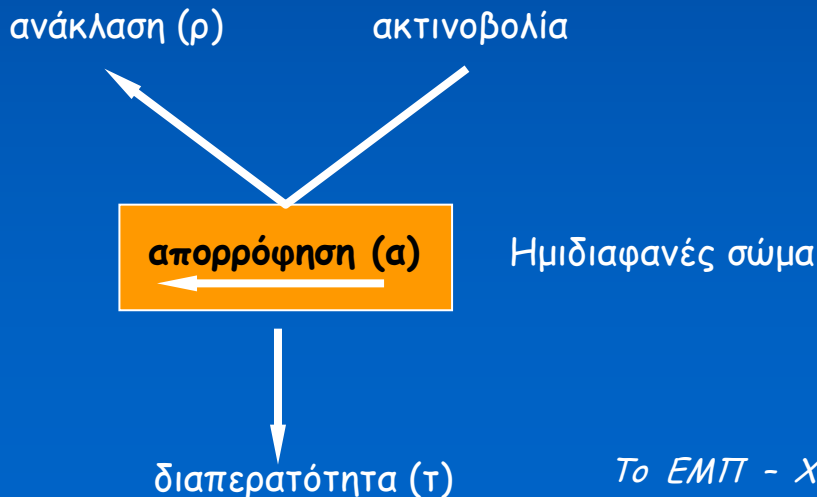 ανάκλαση (ρ) ακτινοβολία
απορρόφηση (α) Ημιδιαφανές σώμα
διαπερατότητα (τ) Το ΕΜΠ - Χ